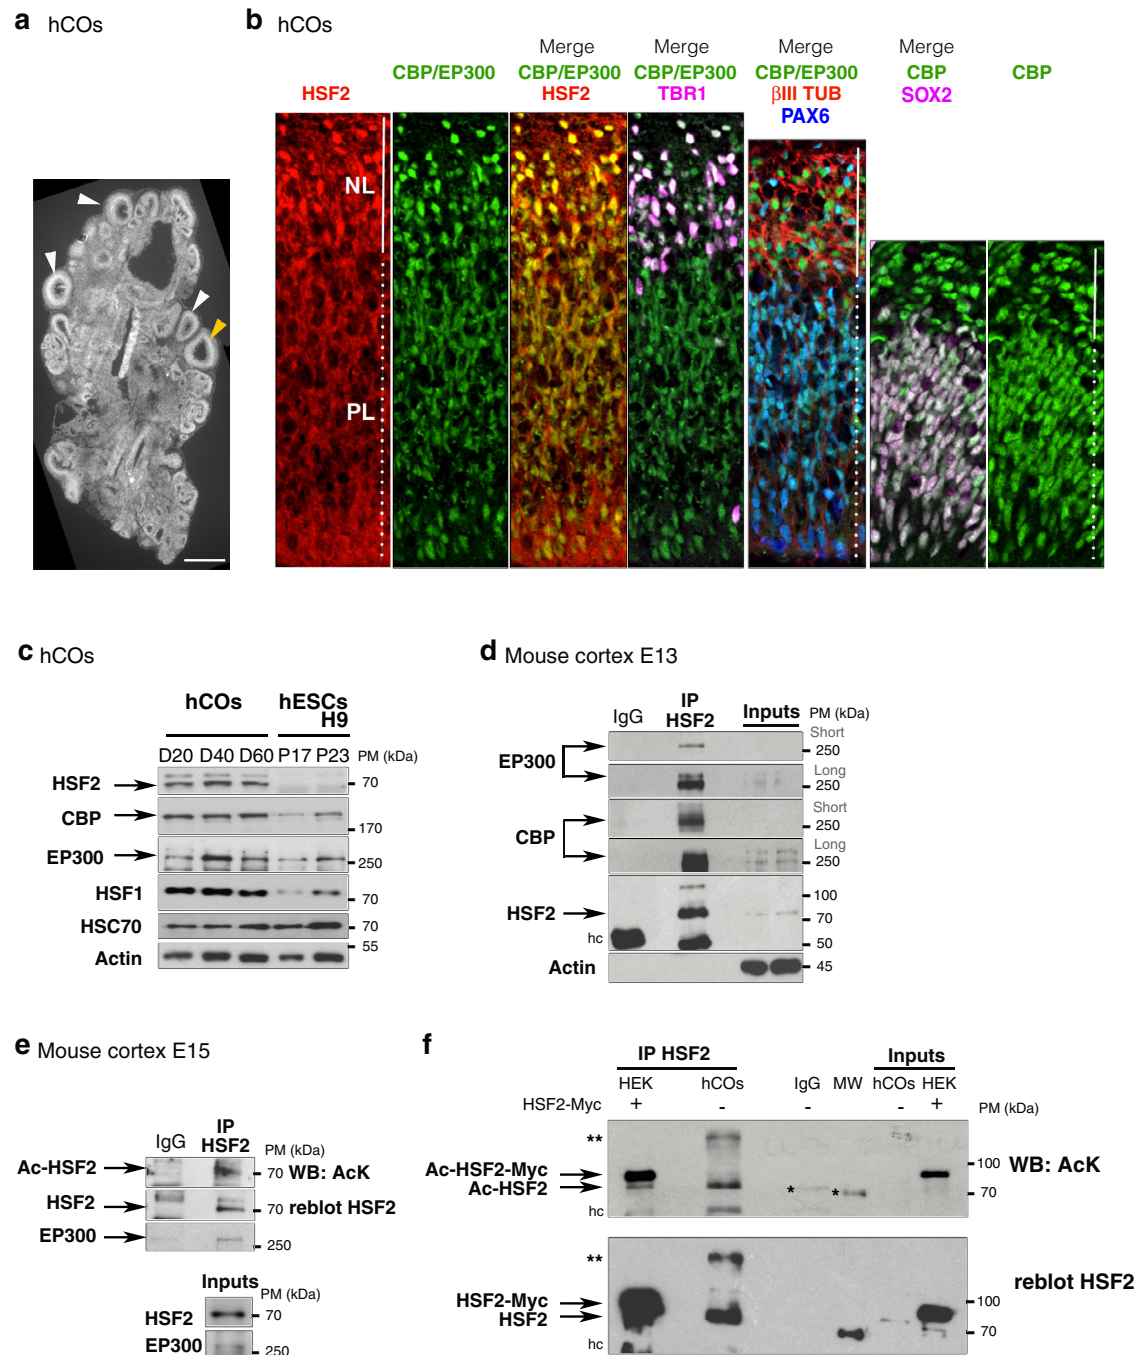 a hCOs
b hCOs
HSF2
CBP/EP300
Merge
CBP/EP300
HSF2
Merge
CBP/EP300
TBR1
Merge
CBP/EP300
βIII TUB
PAX6
Merge
CBP
SOX2
CBP
NL
PL
c hCOs
hCOs hESCs
H9
D20 D40 D60 P17 P23 PM (kDa)
HSF2 70
CBP 170
EP300 250
HSF1 70
HSC70 70
55
Actin
d Mouse cortex E13
IgG IP HSF2 Inputs PM (kDa)
EP300
Short
250
Long
250
CBP
Short
250
Long
250
100
HSF2 70
hc 50
Actin 45
e Mouse cortex E15
IgG IP HSF2 PM (kDa)
Ac-HSF2 70 WB: AcK
HSF2 70 reblot HSF2
EP300 250
Inputs PM (kDa)
HSF2 70
EP300 250
f
IP HSF2 Inputs
HEK hCOs IgG MW hCOs HEK
HSF2-Myc + - - - + PM (kDa)
**
Ac-HSF2-Myc 100 WB: AcK
Ac-HSF2 * * 70
hc
**
reblot HSF2
HSF2-Myc 100
HSF2 70
hc